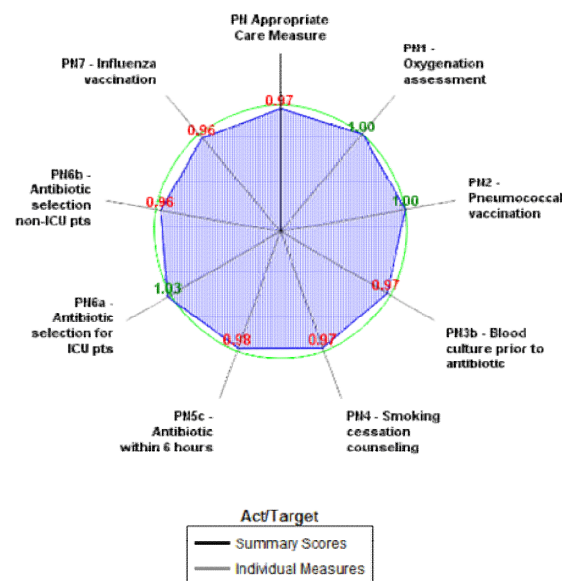 PN Appropriate
Care Measure
PN1 -
Oxygenation
assessment
PN7 - Influenza
vaccination
0.97
1.00
0.96
PN6b -
Antibiotic
selection
non-ICU pts
0.96
1.00
PN2 -
Pneumococcal
vaccination
PN6a -
Antibiotic
selection for
ICU pts
1.03
0.97
PN3b - Blood
culture prior to
antibiotic
0.98
0.97
PN5c -
Antibiotic
within 6 hours
PN4 - Smoking
cessation
counseling
Act/Target
Summary Scores
Individual Measures